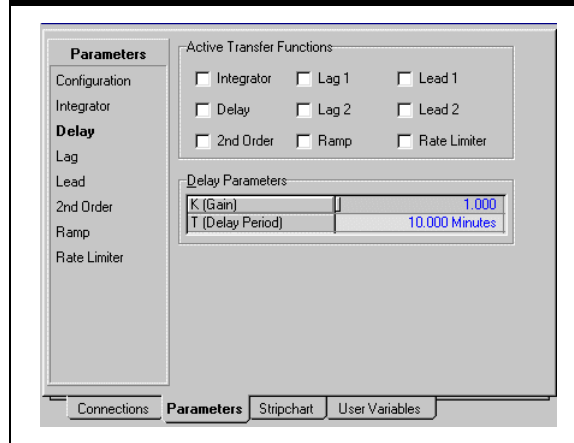 Parameters
Configuration
Integrator
Delay
Lag
Lead
2nd Order
Ramp
Rate Limiter
Active Transfer Functions
Integrator Lag 1 Lead 1
Delay Lag 2 Lead 2
2nd Order Ramp Rate Limiter
Delay Parameters
K (Gain) 1.000
T (Delay Period) 10.000 Minutes
Connections Parameters Stripchart User Variables